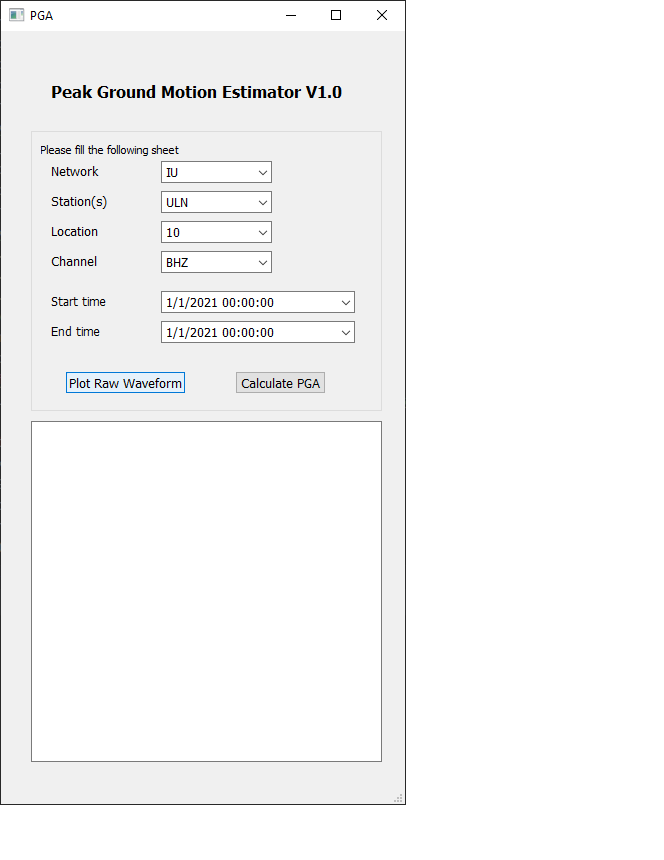 PGA
Peak Ground Motion Estimator V1.0
Please fill the following sheet
Network IU
Station(s) ULN
Location 10
Channel BHZ
Start time 1/1/2021 00:00:00
End time 1/1/2021 00:00:00
Plot Raw Waveform Calculate PGA